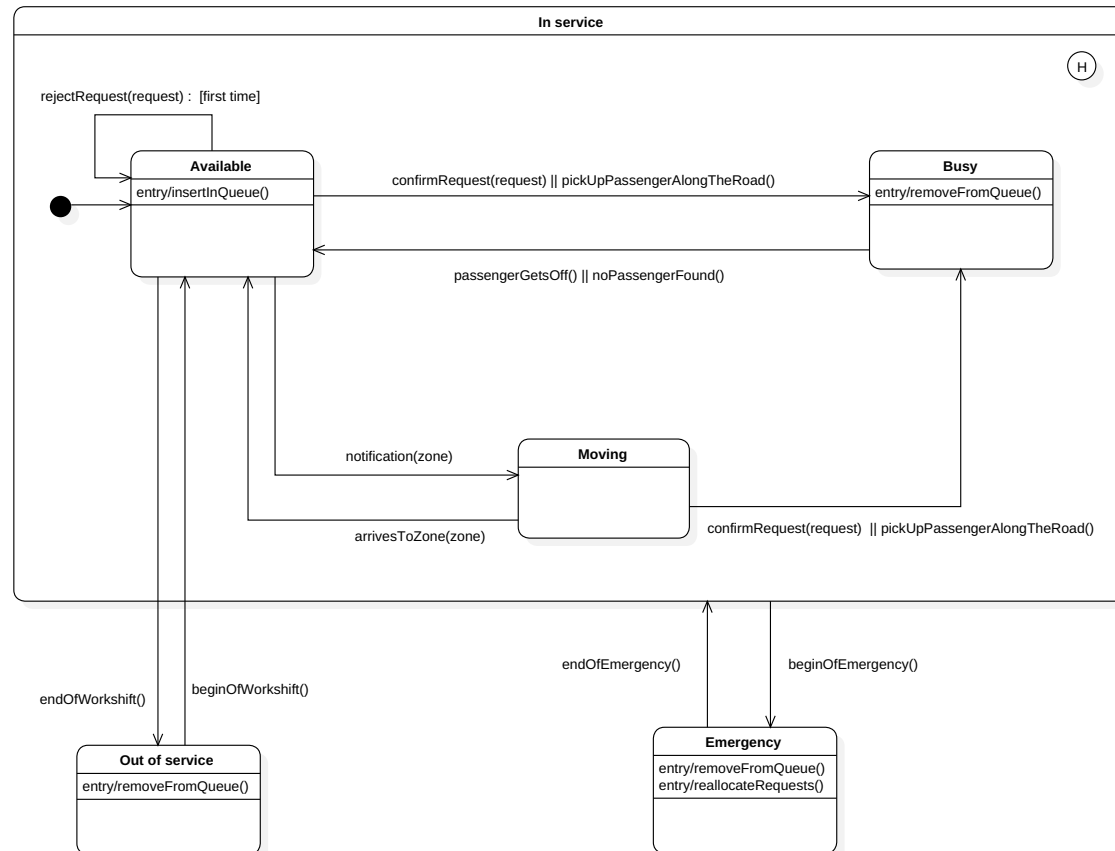 In service
H
rejectRequest(request) :  [first time]
Available
entry/insertInQueue()
confirmRequest(request) || pickUpPassengerAlongTheRoad()
Busy
entry/removeFromQueue()
passengerGetsOff() || noPassengerFound()
notification(zone)
Moving
arrivesToZone(zone)
confirmRequest(request)  || pickUpPassengerAlongTheRoad()
endOfEmergency()
beginOfEmergency()
endOfWorkshift()
beginOfWorkshift()
Out of service
entry/removeFromQueue()
Emergency
entry/removeFromQueue()
entry/reallocateRequests()